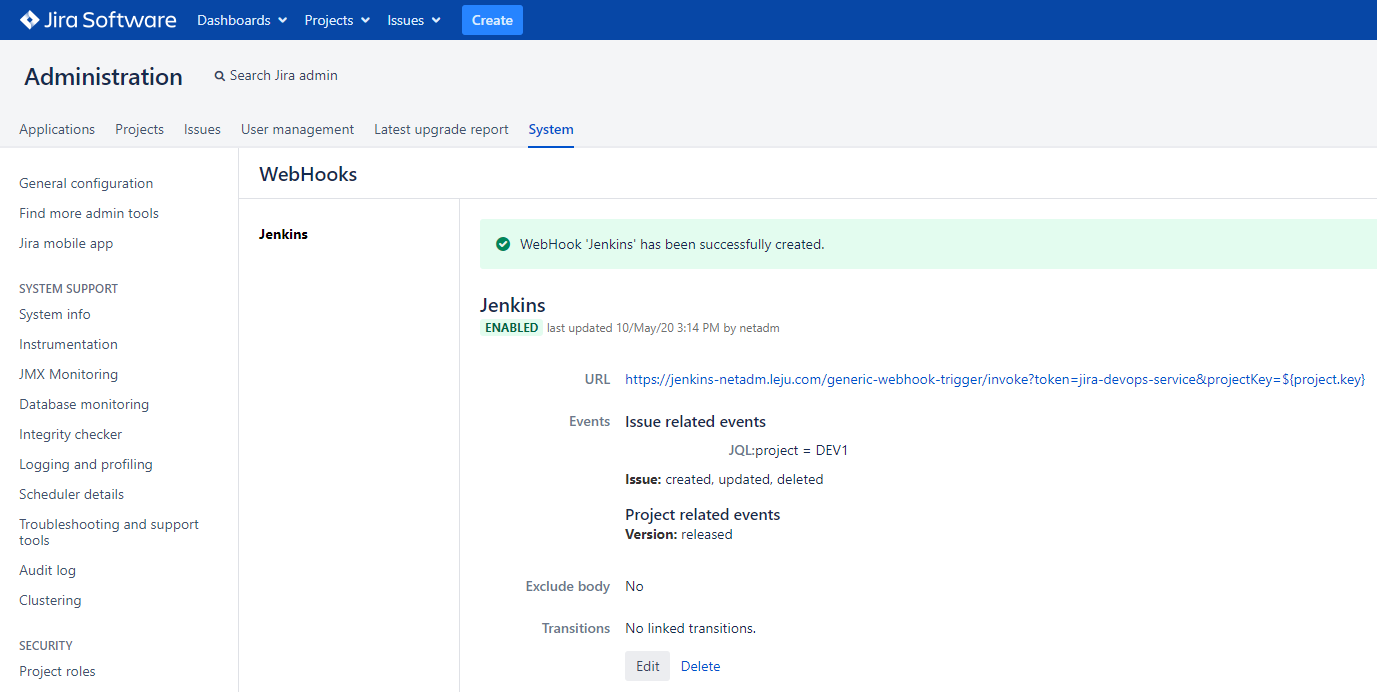 Jira Software Dashboards Projects Issues Create
Administration Search Jira admin
Applications Projects Issues User management Latest upgrade report System
General configuration
Find more admin tools
Jira mobile app
SYSTEM SUPPORT
System info
Instrumentation
JMX Monitoring
Database monitoring
Integrity checker
Logging and profiling
Scheduler details
Troubleshooting and support
tools
Audit log
Clustering
SECURITY
Project roles
WebHooks
Jenkins
WebHook 'Jenkins' has been successfully created.
Jenkins
ENABLED last updated 10/May/20 3:14 PM by netadm
URL https://jenkins-netadm.leju.com/generic-webhook-trigger/invoke?token=jira-devops-service&projectKey=${project.key}
Events Issue related events
JQL:project = DEV1
Issue: created, updated, deleted
Project related events
Version: released
Exclude body No
Transitions No linked transitions.
Edit Delete